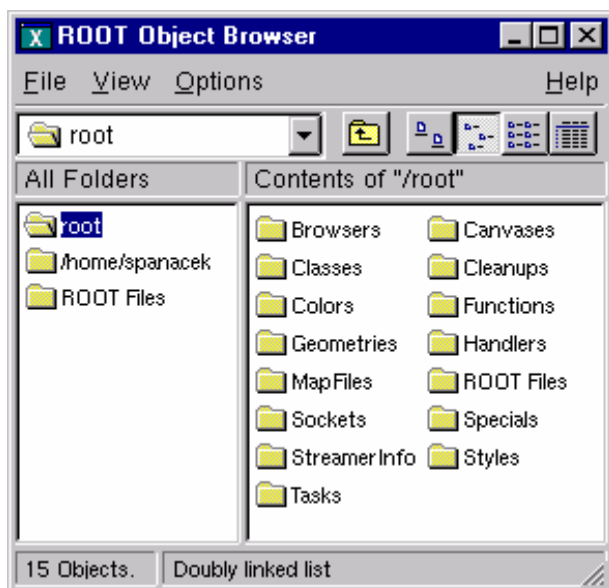 ROOT Object Browser
File View Options Help
root
All Folders Contents of "/root"
root
/home/spanacek
ROOT Files
Browsers Canvases
Classes Cleanups
Colors Functions
Geometries Handlers
MapFiles ROOT Files
Sockets Specials
StreamerInfo Styles
Tasks
15 Objects. Doubly linked list